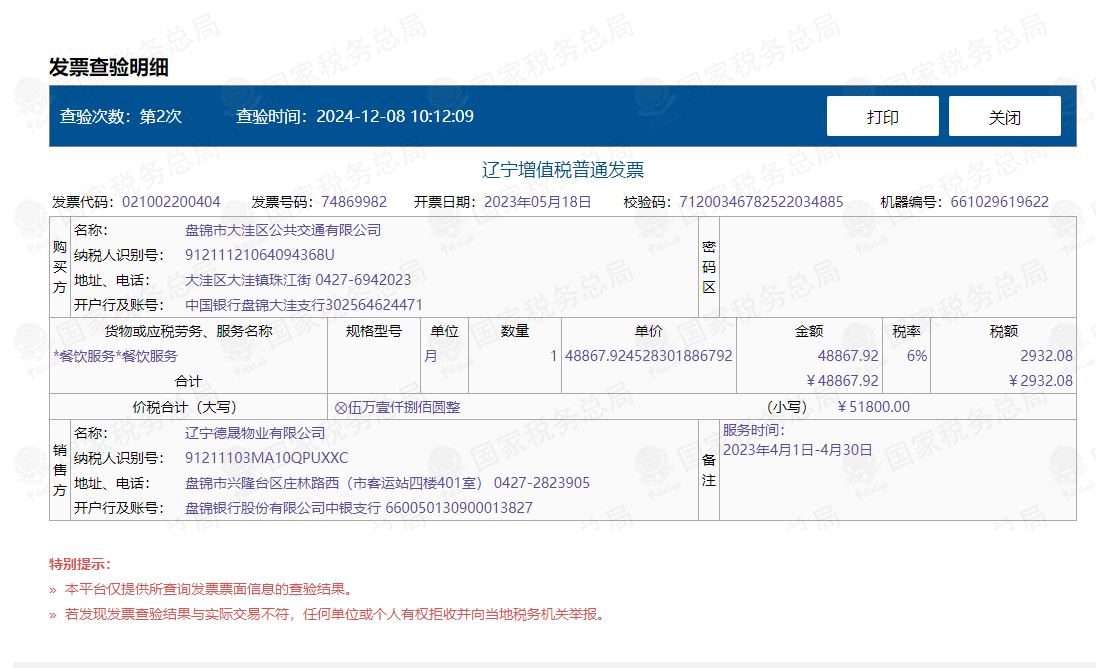 发票查验明细
查验次数：第2次 查验时间：2024-12-08 10:12:09 打印 关闭
辽宁增值税普通发票
发票代码：021002200404 发票号码：74869982 开票日期：2023年05月18日 校验码：71200346782522034885 机器编号：661029619622
购买方
名称： 盘锦市大洼区公共交通有限公司
纳税人识别号： 91211121064094368U
地址、电话： 大洼区大洼镇珠江街 0427-6942023
开户行及账号： 中国银行盘锦大洼支行302564624471
密码区
货物或应税劳务、服务名称 规格型号 单位 数量 单价 金额 税率 税额
*餐饮服务*餐饮服务 月 1 48867.924528301886792 48867.92 6% 2932.08
合计 ￥48867.92 ￥2932.08
价税合计（大写） ⊗伍万壹仟捌佰圆整 （小写） ￥51800.00
销售方
名称： 辽宁德晟物业有限公司
纳税人识别号： 91211103MA10QPUXXC
地址、电话： 盘锦市兴隆台区庄林路西（市客运站四楼401室） 0427-2823905
开户行及账号： 盘锦银行股份有限公司中银支行 660050130900013827
备注
服务时间：
2023年4月1日-4月30日
特别提示：
» 本平台仅提供所查询发票票面信息的查验结果。
» 若发现发票查验结果与实际交易不符，任何单位或个人有权拒收并向当地税务机关举报。
国家税务总局